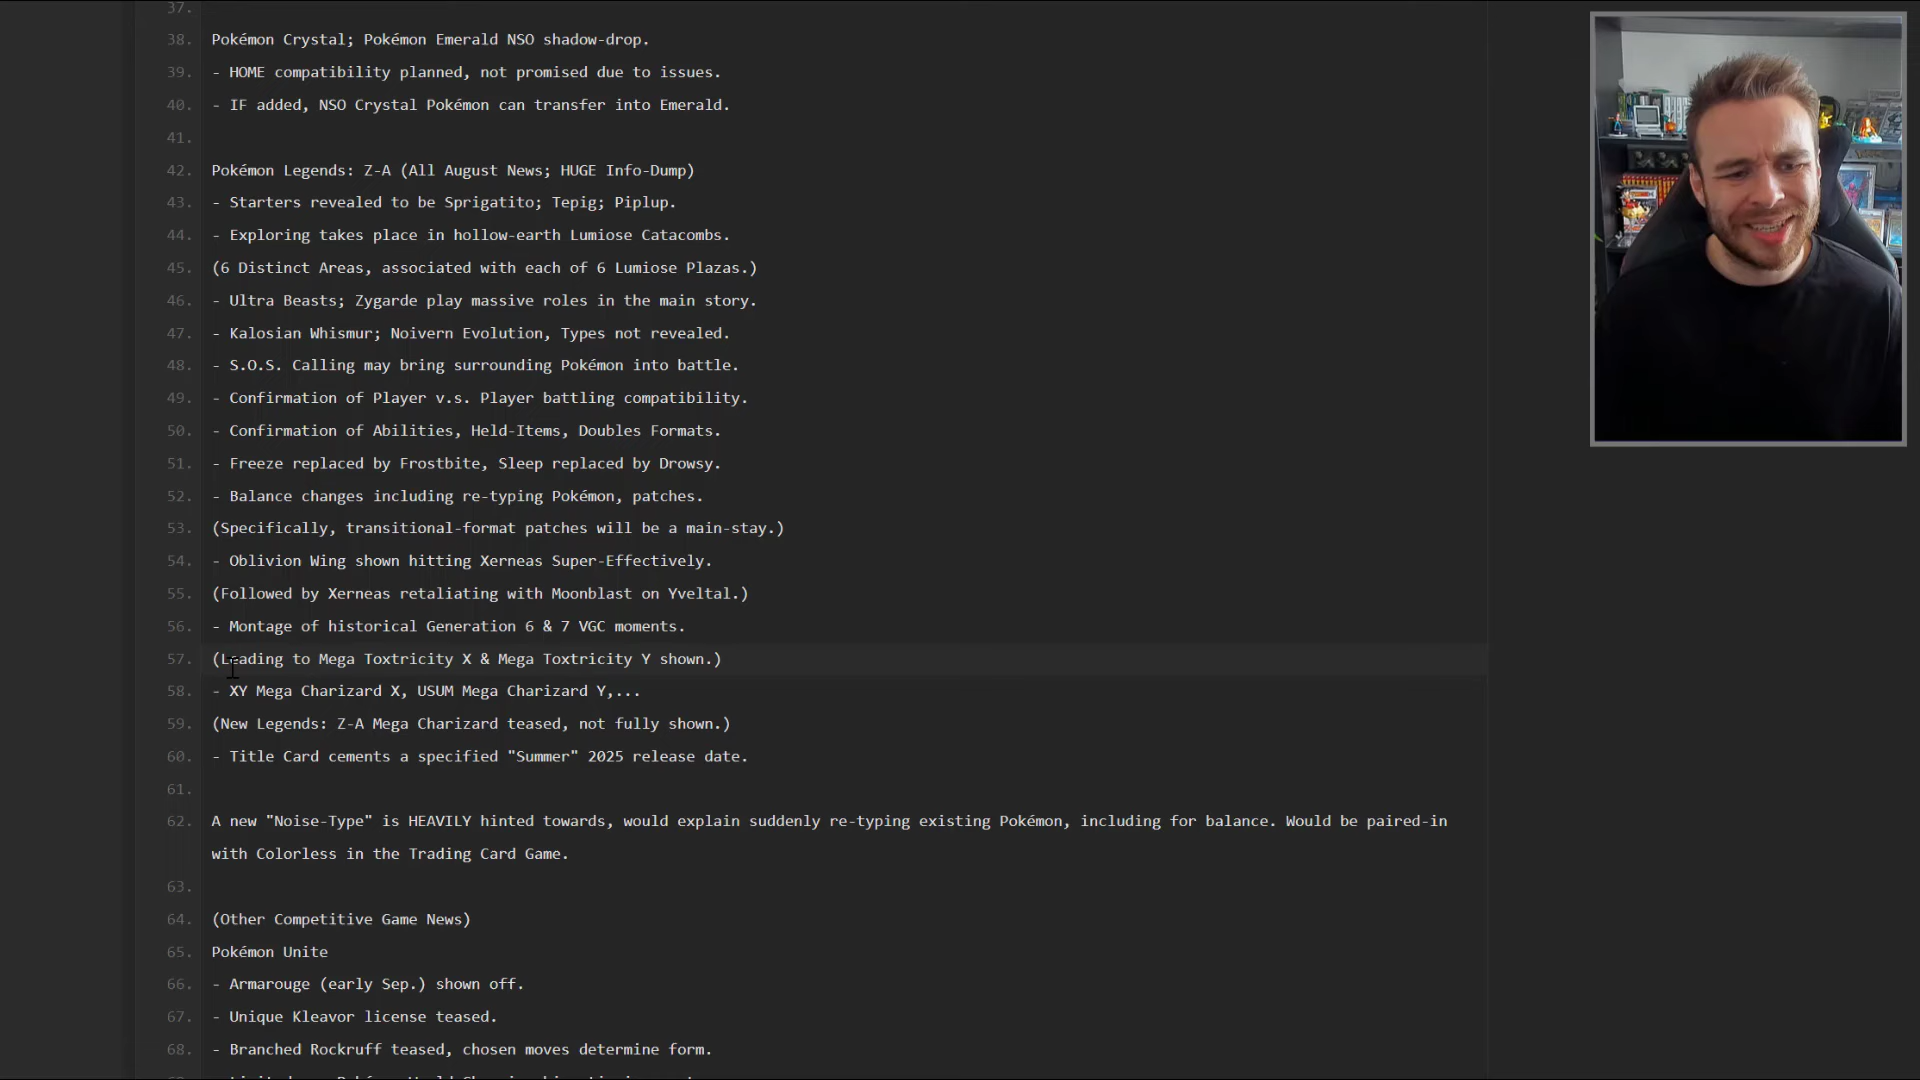 37.
38. Pokémon Crystal; Pokémon Emerald NSO shadow-drop.
39. - HOME compatibility planned, not promised due to issues.
40. - IF added, NSO Crystal Pokémon can transfer into Emerald.
41.
42. Pokémon Legends: Z-A (All August News; HUGE Info-Dump)
43. - Starters revealed to be Sprigatito; Tepig; Piplup.
44. - Exploring takes place in hollow-earth Lumiose Catacombs.
45. (6 Distinct Areas, associated with each of 6 Lumiose Plazas.)
46. - Ultra Beasts; Zygarde play massive roles in the main story.
47. - Kalosian Whismur; Noivern Evolution, Types not revealed.
48. - S.O.S. Calling may bring surrounding Pokémon into battle.
49. - Confirmation of Player v.s. Player battling compatibility.
50. - Confirmation of Abilities, Held-Items, Doubles Formats.
51. - Freeze replaced by Frostbite, Sleep replaced by Drowsy.
52. - Balance changes including re-typing Pokémon, patches.
53. (Specifically, transitional-format patches will be a main-stay.)
54. - Oblivion Wing shown hitting Xerneas Super-Effectively.
55. (Followed by Xerneas retaliating with Moonblast on Yveltal.)
56. - Montage of historical Generation 6 & 7 VGC moments.
57. (Leading to Mega Toxtricity X & Mega Toxtricity Y shown.)
58. - XY Mega Charizard X, USUM Mega Charizard Y,...
59. (New Legends: Z-A Mega Charizard teased, not fully shown.)
60. - Title Card cements a specified "Summer" 2025 release date.
61.
62. A new "Noise-Type" is HEAVILY hinted towards, would explain suddenly re-typing existing Pokémon, including for balance. Would be paired-in
with Colorless in the Trading Card Game.
63.
64. (Other Competitive Game News)
65. Pokémon Unite
66. - Armarouge (early Sep.) shown off.
67. - Unique Kleavor license teased.
68. - Branched Rockruff teased, chosen moves determine form.